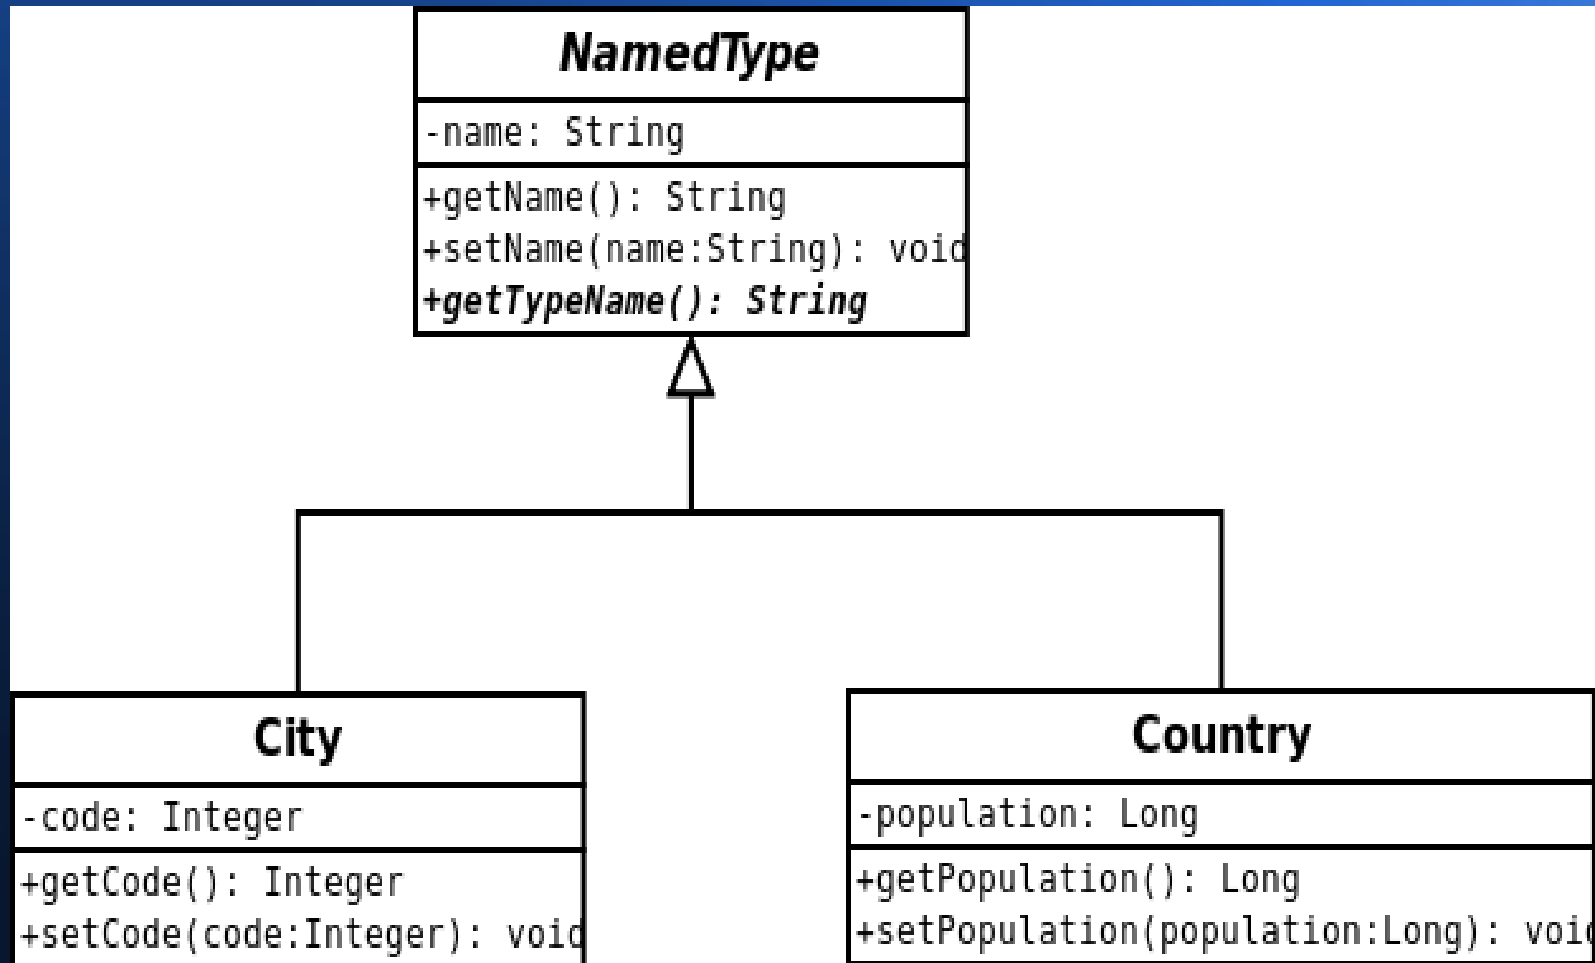 NamedType
-name: String
+getName(): String
+setName(name:String): void
+getTypeName(): String
City
-code: Integer
+getCode(): Integer
+setCode(code:Integer): void
Country
-population: Long
+getPopulation(): Long
+setPopulation(population:Long): void